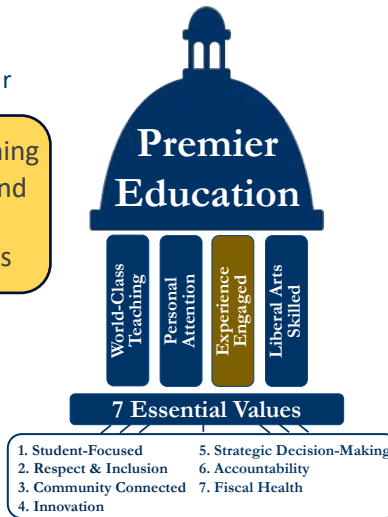 r
Premier
Education
World-Class
Teaching
Personal
Attention
Experience
Engaged
Liberal Arts
Skilled
7 Essential Values
1. Student-Focused
2. Respect & Inclusion
3. Community Connected
4. Innovation
5. Strategic Decision-Making
6. Accountability
7. Fiscal Health